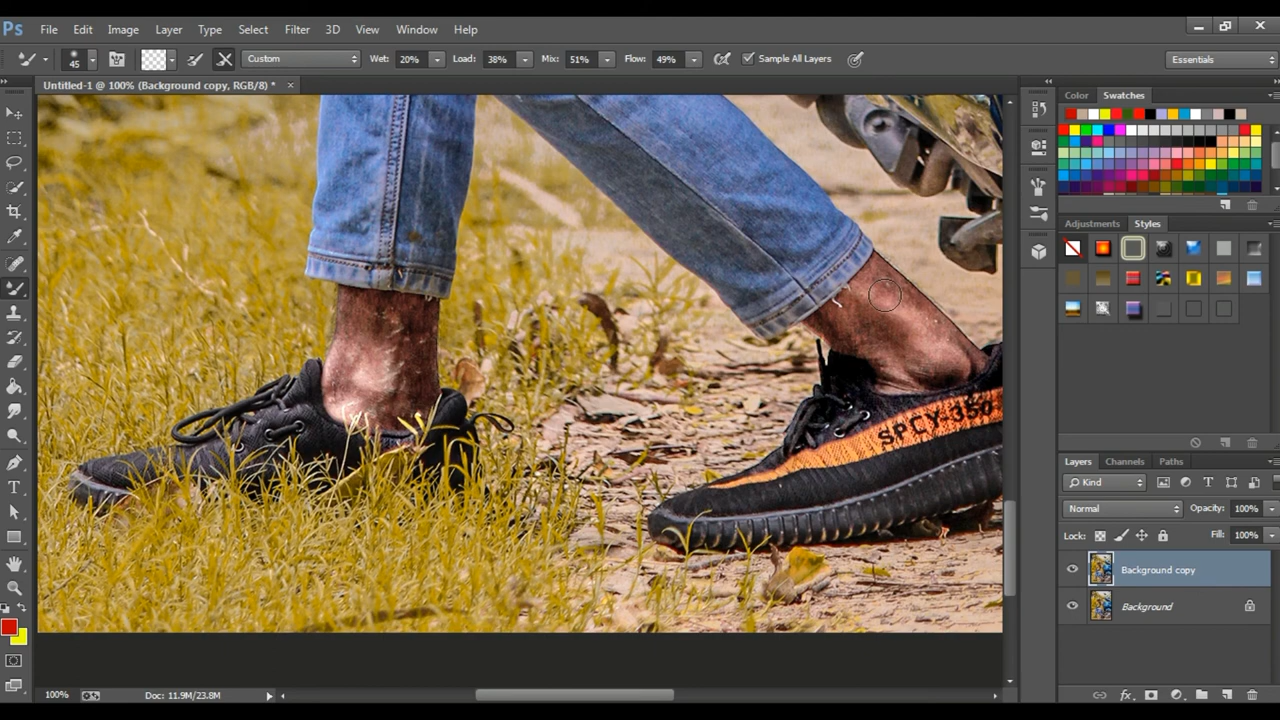 Ps File Edit Image Layer Type Select Filter 3D View Window Help
45 Custom Wet: 20% Load: 38% Mix: 51% Flow: 49% Sample All Layers Essentials
Untitled-1 @ 100% (Background copy, RGB/8) *
Color Swatches
Adjustments Styles
SPCY 350
Layers Channels Paths
Kind
Normal Opacity: 100%
Lock: Fill: 100%
Background copy
Background
100% Doc: 11.9M/23.8M